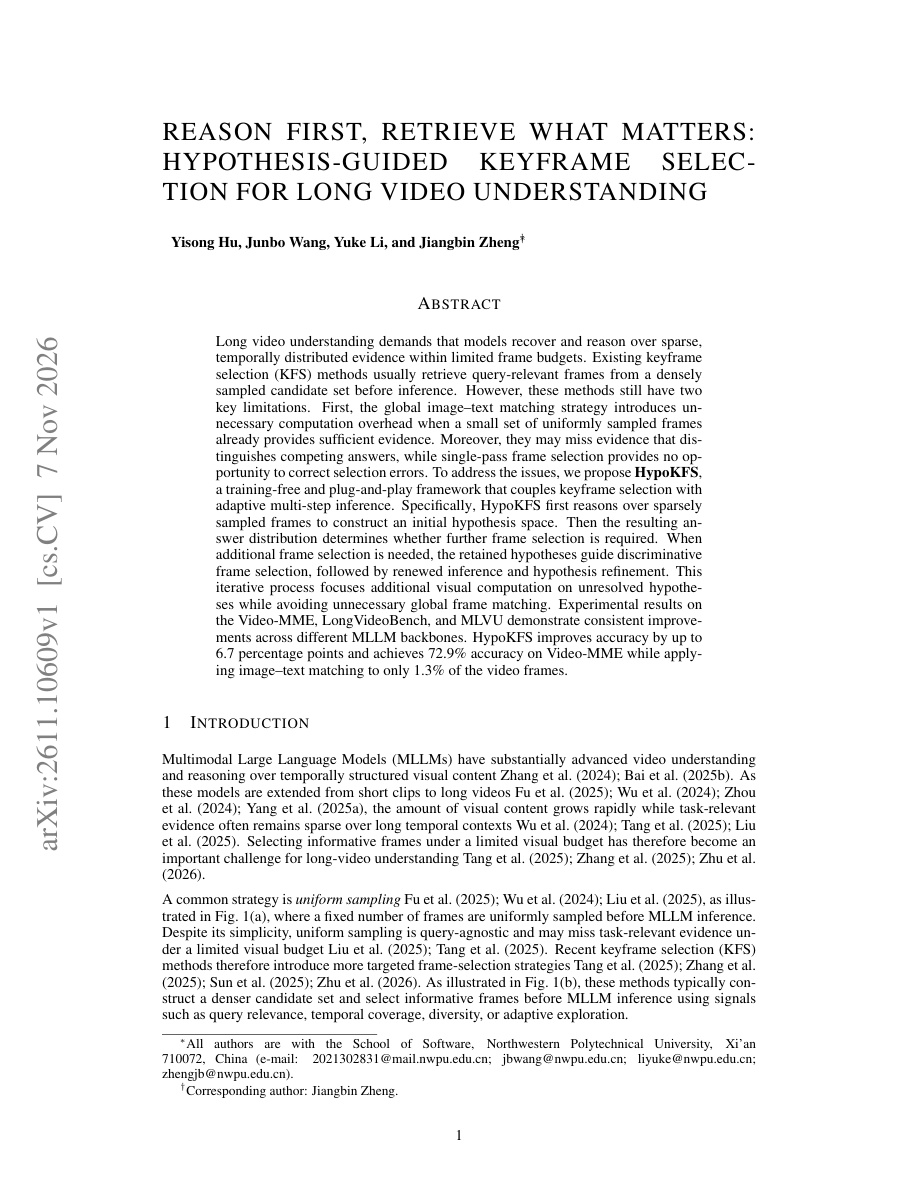 REASON FIRST, RETRIEVE WHAT MATTERS:
HYPOTHESIS-GUIDED KEYFRAME SELEC-
TION FOR LONG VIDEO UNDERSTANDING
Yisong Hu, Junbo Wang, Yuke Li, and Jiangbin Zheng*†
ABSTRACT
Long video understanding demands that models recover and reason over sparse,
temporally distributed evidence within limited frame budgets. Existing keyframe
selection (KFS) methods usually retrieve query-relevant frames from a densely
sampled candidate set before inference. However, these methods still have two
key limitations. First, the global image–text matching strategy introduces un-
necessary computation overhead when a small set of uniformly sampled frames
already provides sufficient evidence. Moreover, they may miss evidence that dis-
tinguishes competing answers, while single-pass frame selection provides no op-
portunity to correct selection errors. To address the issues, we propose HypoKFS,
a training-free and plug-and-play framework that couples keyframe selection with
adaptive multi-step inference. Specifically, HypoKFS first reasons over sparsely
sampled frames to construct an initial hypothesis space. Then the resulting an-
swer distribution determines whether further frame selection is required. When
additional frame selection is needed, the retained hypotheses guide discriminative
frame selection, followed by renewed inference and hypothesis refinement. This
iterative process focuses additional visual computation on unresolved hypothe-
ses while avoiding unnecessary global frame matching. Experimental results on
the Video-MME, LongVideoBench, and MLVU demonstrate consistent improve-
ments across different MLLM backbones. HypoKFS improves accuracy by up to
6.7 percentage points and achieves 72.9% accuracy on Video-MME while apply-
ing image–text matching to only 1.3% of the video frames.
1 INTRODUCTION
Multimodal Large Language Models (MLLMs) have substantially advanced video understanding
and reasoning over temporally structured visual content Zhang et al. (2024); Bai et al. (2025b). As
these models are extended from short clips to long videos Fu et al. (2025); Wu et al. (2024); Zhou
et al. (2024); Yang et al. (2025a), the amount of visual content grows rapidly while task-relevant
evidence often remains sparse over long temporal contexts Wu et al. (2024); Tang et al. (2025); Liu
et al. (2025). Selecting informative frames under a limited visual budget has therefore become an
important challenge for long-video understanding Tang et al. (2025); Zhang et al. (2025); Zhu et al.
(2026).
A common strategy is uniform sampling Fu et al. (2025); Wu et al. (2024); Liu et al. (2025), as illus-
trated in Fig. 1(a), where a fixed number of frames are uniformly sampled before MLLM inference.
Despite its simplicity, uniform sampling is query-agnostic and may miss task-relevant evidence un-
der a limited visual budget Liu et al. (2025); Tang et al. (2025). Recent keyframe selection (KFS)
methods therefore introduce more targeted frame-selection strategies Tang et al. (2025); Zhang et al.
(2025); Sun et al. (2025); Zhu et al. (2026). As illustrated in Fig. 1(b), these methods typically con-
struct a denser candidate set and select informative frames before MLLM inference using signals
such as query relevance, temporal coverage, diversity, or adaptive exploration.
*All authors are with the School of Software, Northwestern Polytechnical University, Xi'an
710072, China (e-mail: 2021302831@mail.nwpu.edu.cn; jbwang@nwpu.edu.cn; liyuke@nwpu.edu.cn;
zhengjb@nwpu.edu.cn).
†Corresponding author: Jiangbin Zheng.
1
arXiv:2611.10609v1 [cs.CV] 7 Nov 2026